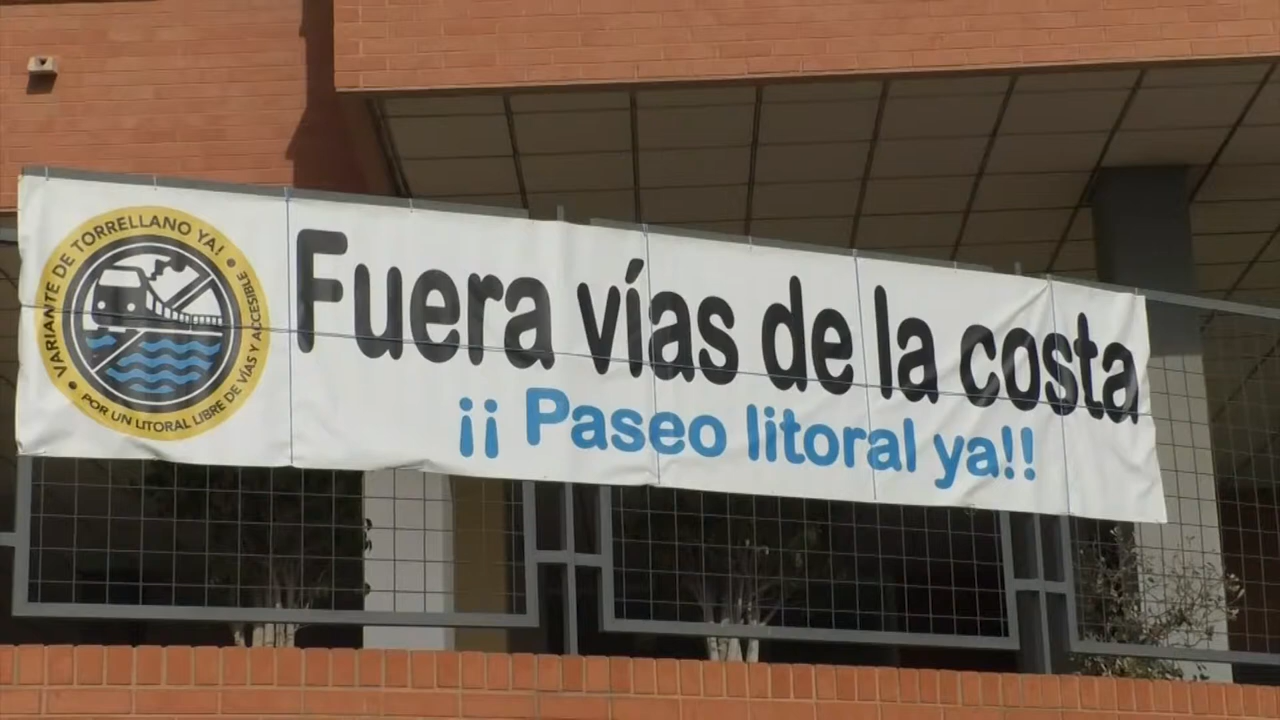 VARIANTE DE TORRELLANO YA!
POR UN LITORAL LIBRE DE VÍAS Y ACCESIBLE
Fuera vías de la costa
¡¡ Paseo litoral ya!!